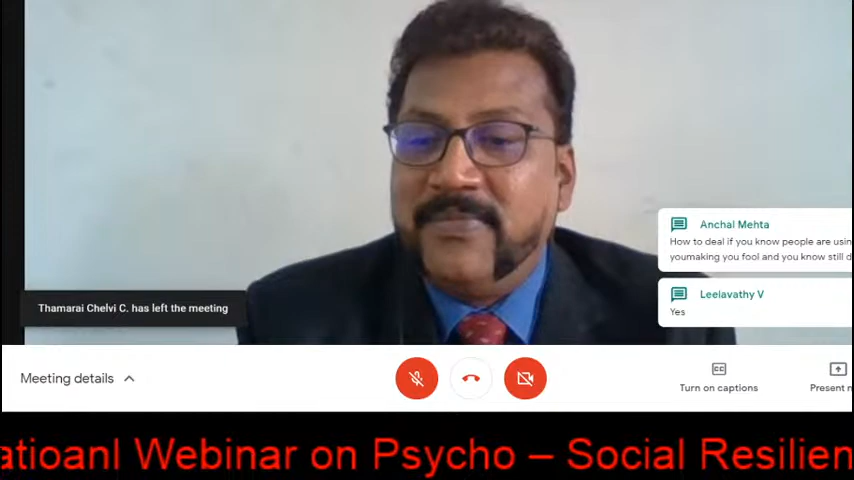 Anchal Mehta
How to deal if you know people are usin
youmaking you fool and you know still d
Leelavathy V
Yes
Thamarai Chelvi C. has left the meeting
Meeting details
CC
Turn on captions
Present n
atioanl Webinar on Psycho – Social Resilien